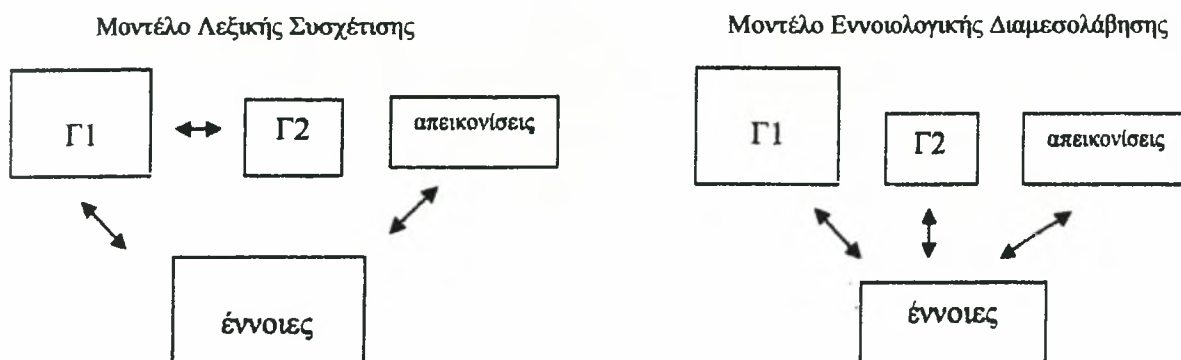 Μοντέλο Λεξικής Συσχέτισης
Γ1
Γ2
απεικονίσεις
έννοιες
Μοντέλο Εννοιολογικής Διαμεσολάβησης
Γ1
Γ2
απεικονίσεις
έννοιες